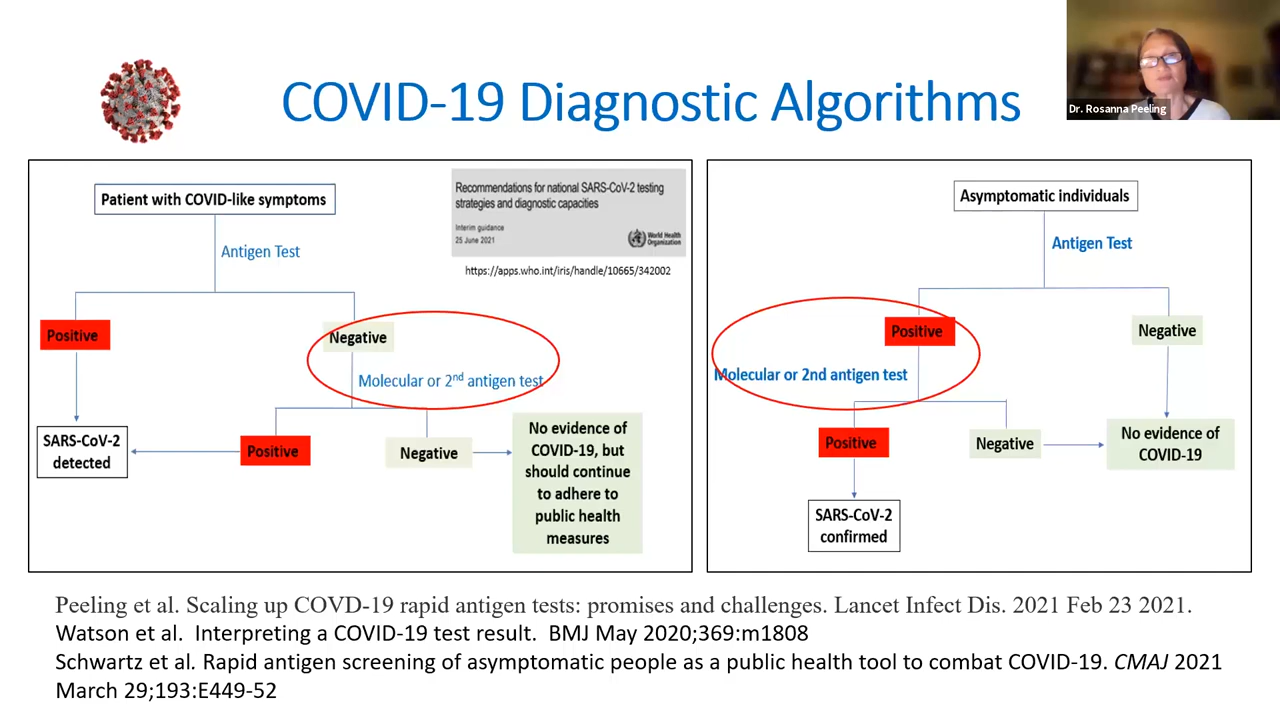 COVID-19 Diagnostic Algorithms
Dr. Rosanna Peeling
Patient with COVID-like symptoms
Antigen Test
Recommendations for national SARS-CoV-2 testing
strategies and diagnostic capacities
Interim guidance
25 June 2021
World Health
Organization
https://apps.who.int/iris/handle/10665/342002
Positive
Negative
Molecular or 2nd antigen test
SARS-CoV-2
detected
Positive
Negative
No evidence of
COVID-19, but
should continue
to adhere to
public health
measures
Asymptomatic individuals
Antigen Test
Positive
Negative
Molecular or 2nd antigen test
Positive
Negative
No evidence of
COVID-19
SARS-CoV-2
confirmed
Peeling et al. Scaling up COVD-19 rapid antigen tests: promises and challenges. Lancet Infect Dis. 2021 Feb 23 2021.
Watson et al.  Interpreting a COVID-19 test result.  BMJ May 2020;369:m1808
Schwartz et al. Rapid antigen screening of asymptomatic people as a public health tool to combat COVID-19. CMAJ 2021
March 29;193:E449-52